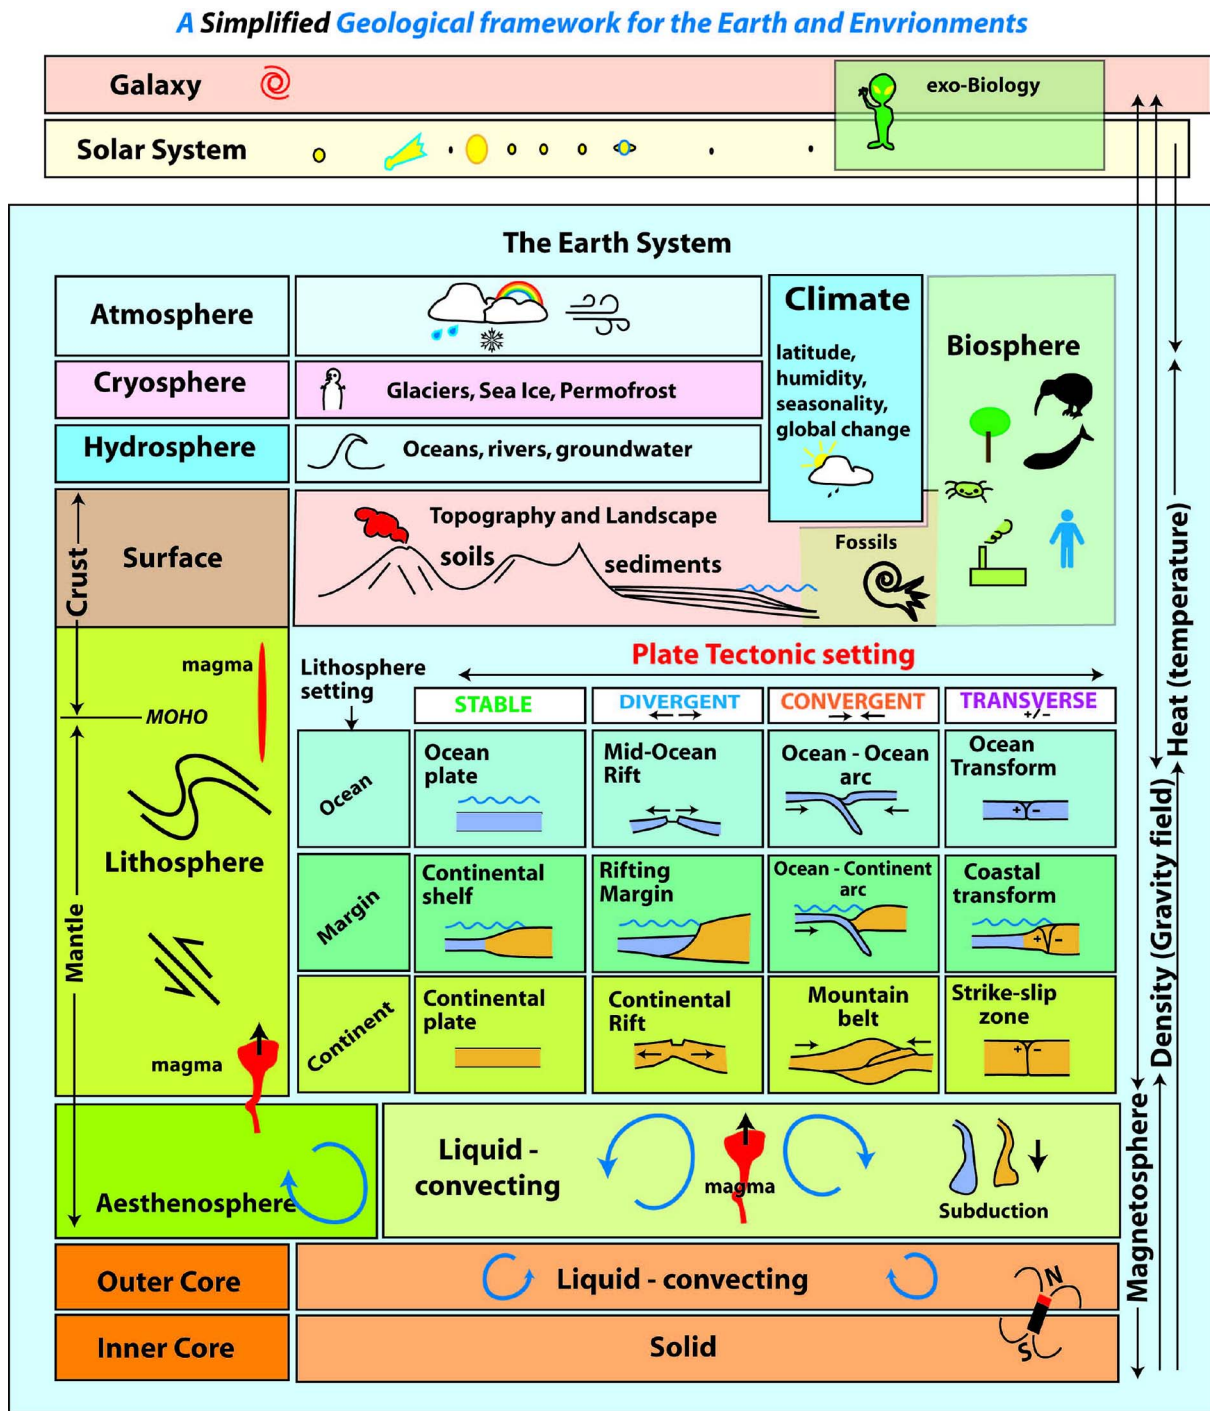 A Simplified Geological framework for the Earth and Envrionments
Galaxy
exo-Biology
Solar System
The Earth System
Atmosphere
Climate
latitude,
humidity,
seasonality,
global change
Biosphere
Cryosphere
Glaciers, Sea Ice, Permofrost
Hydrosphere
Oceans, rivers, groundwater
Crust
Surface
Topography and Landscape
soils
sediments
Fossils
magma
MOHO
Lithosphere
setting
Plate Tectonic setting
STABLE
DIVERGENT
CONVERGENT
TRANSVERSE
+/-
Ocean
Ocean
plate
Mid-Ocean
Rift
Ocean - Ocean
arc
Ocean
Transform
+ -
Lithosphere
Mantle
Margin
Continental
shelf
Rifting
Margin
Ocean - Continent
arc
Coastal
transform
+ -
Continent
Continental
plate
Continental
Rift
Mountain
belt
Strike-slip
zone
+ -
magma
Aesthenosphere
Liquid -
convecting
magma
Subduction
Outer Core
Liquid - convecting
N
S
Inner Core
Solid
Magnetosphere
Density (Gravity field)
Heat (temperature)